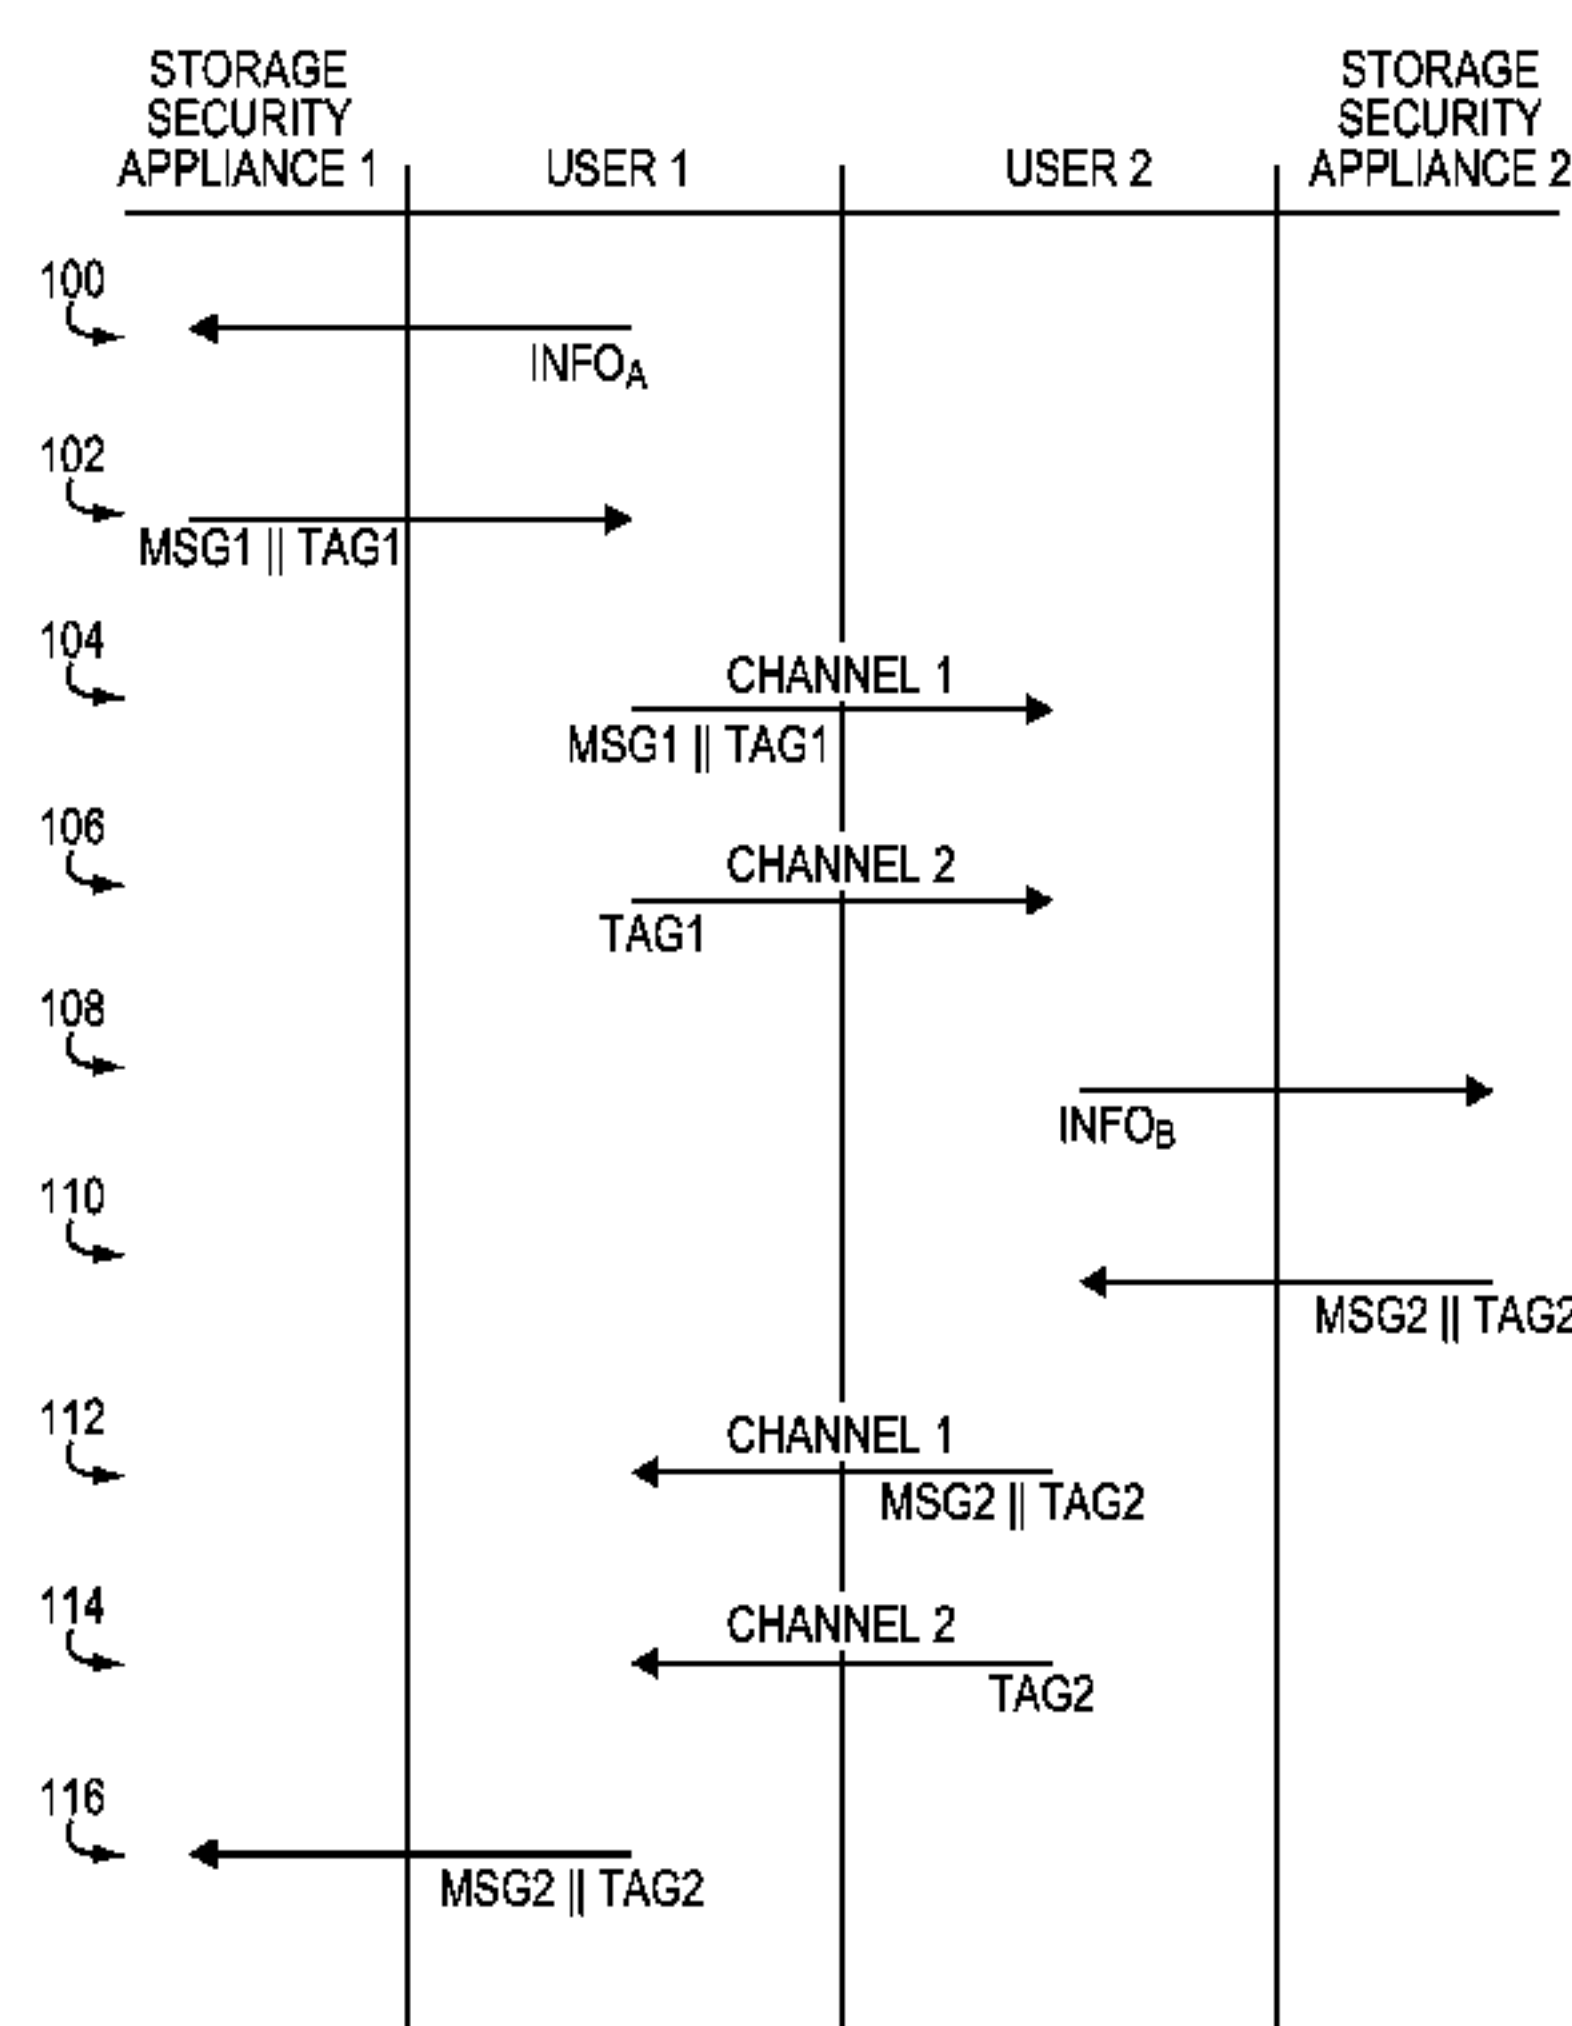 STORAGE
SECURITY
APPLIANCE 1
USER 1
USER 2
STORAGE
SECURITY
APPLIANCE 2
100
INFOA
102
MSG1 || TAG1
104
CHANNEL 1
MSG1 || TAG1
106
CHANNEL 2
TAG1
108
INFOB
110
MSG2 || TAG2
112
CHANNEL 1
MSG2 || TAG2
114
CHANNEL 2
TAG2
116
MSG2 || TAG2